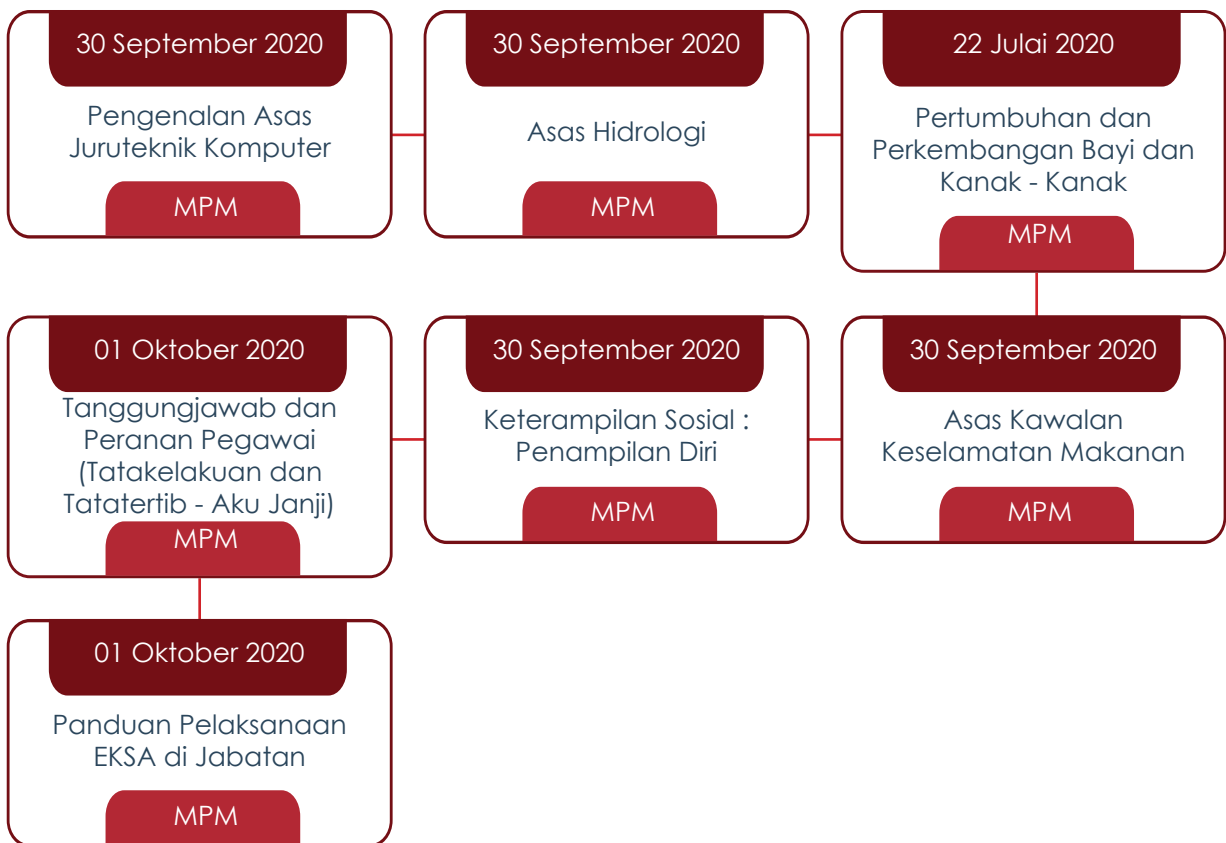 30 September 2020
Pengenalan Asas
Juruteknik Komputer
MPM
30 September 2020
Asas Hidrologi
MPM
22 Julai 2020
Pertumbuhan dan
Perkembangan Bayi dan
Kanak - Kanak
MPM
30 September 2020
Asas Kawalan
Keselamatan Makanan
MPM
30 September 2020
Keterampilan Sosial :
Penampilan Diri
MPM
01 Oktober 2020
Tanggungjawab dan
Peranan Pegawai
(Tatakelakuan dan
Tatatertib - Aku Janji)
MPM
01 Oktober 2020
Panduan Pelaksanaan
EKSA di Jabatan
MPM